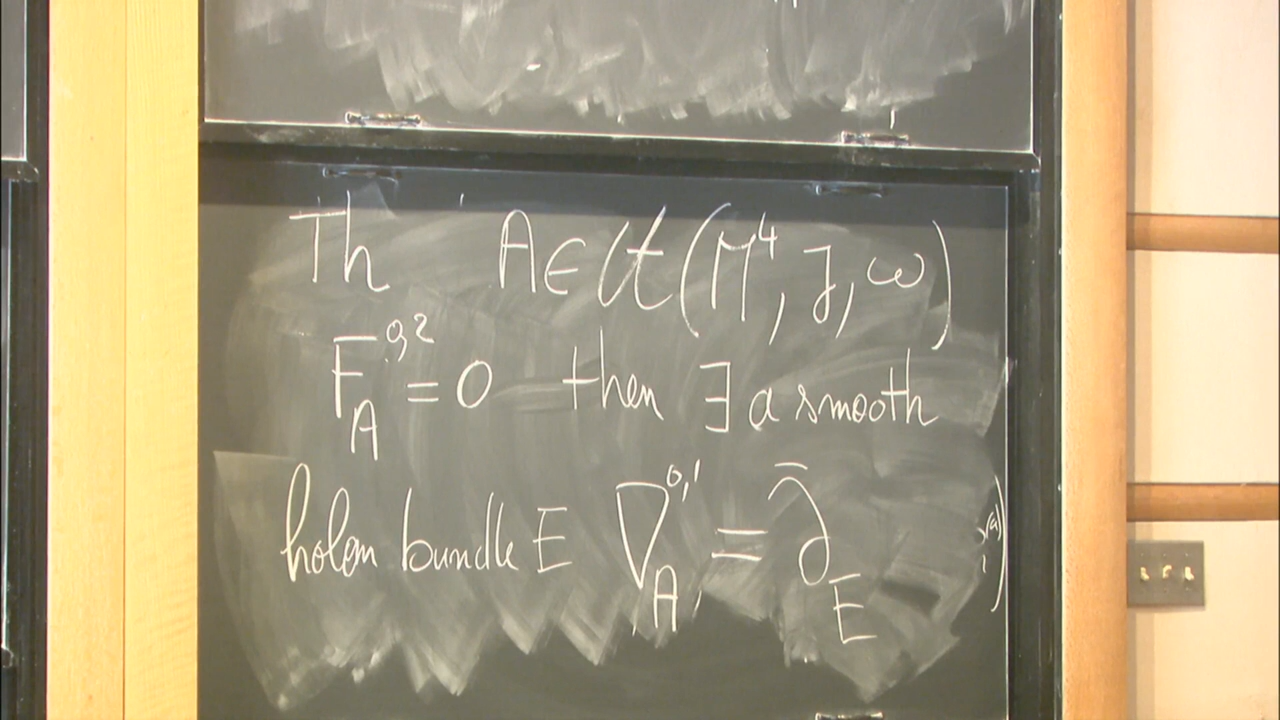 Th A ∈ 𝒜 (M⁴, J, ω)
F_A^{0,2} = 0 then ∃ a smooth
holom bundle E ∇_A^{0,1} = ∂̄_E